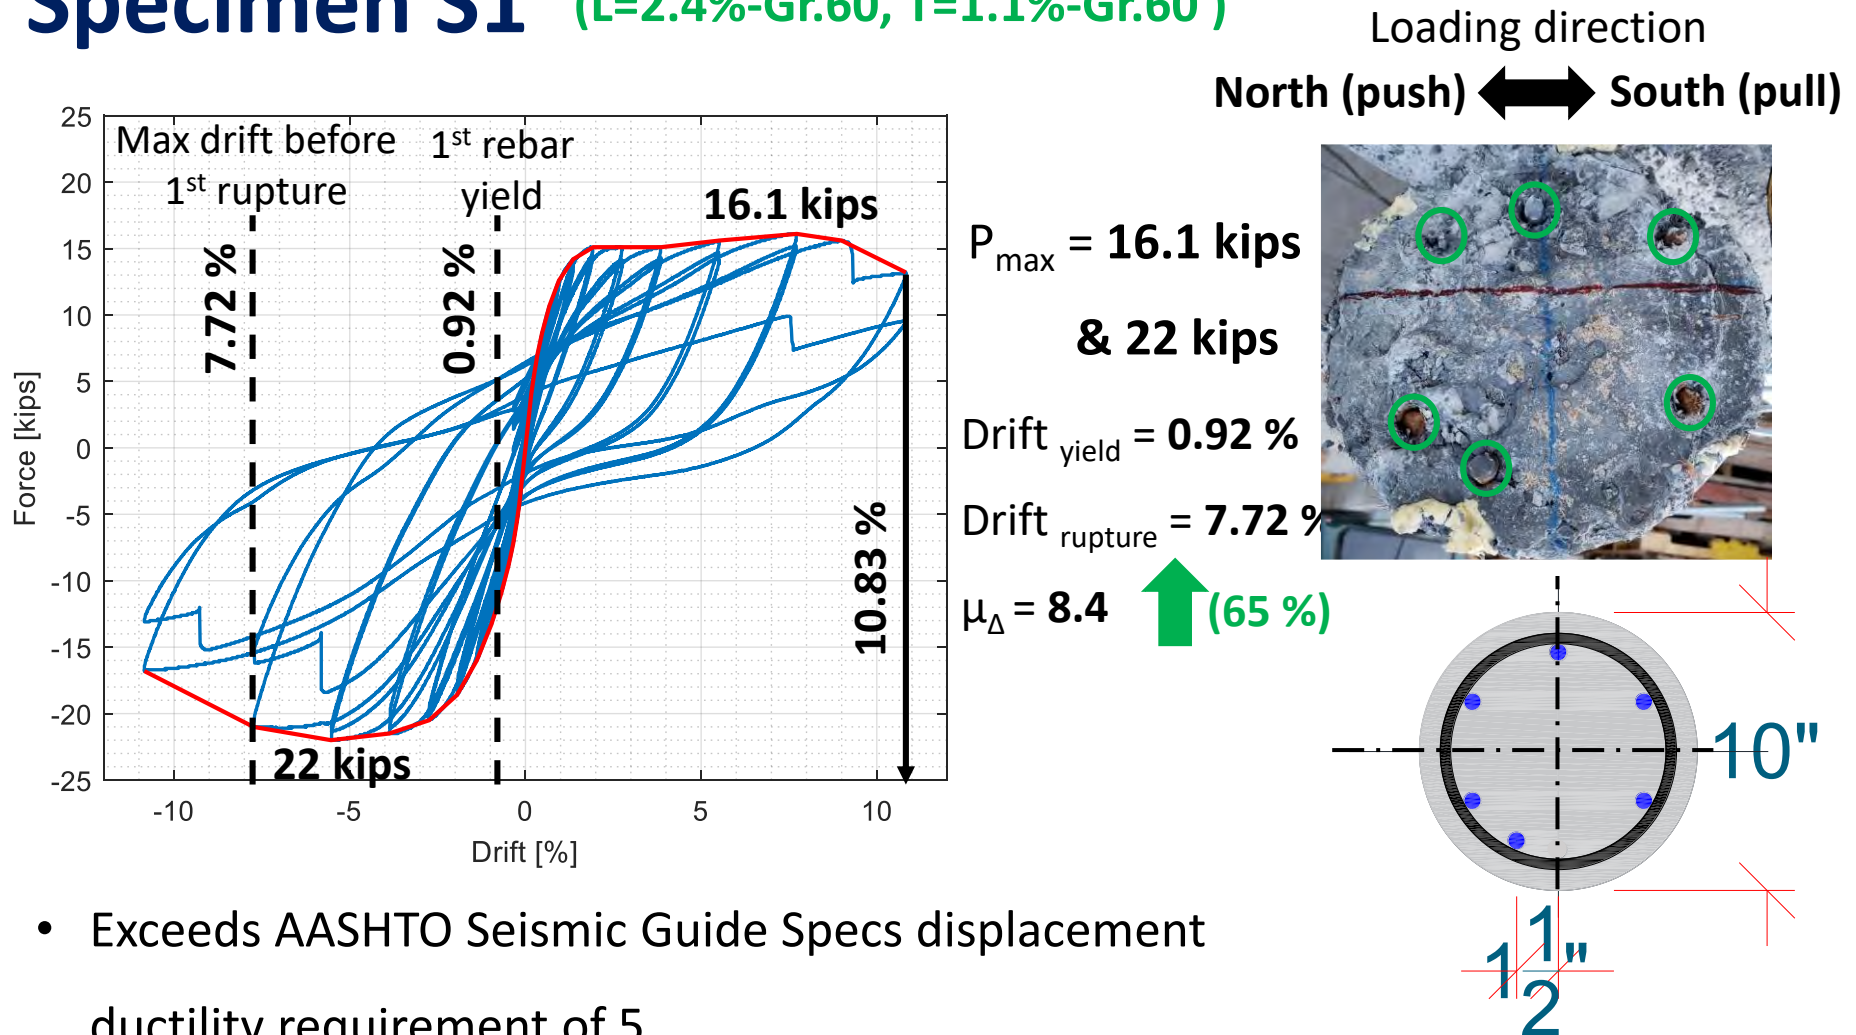 Specimen S1 (L=2.4%-Gr.60, T=1.1%-Gr.60 )
Loading direction
North (push) South (pull)
Max drift before
1st rupture
1st rebar
yield
16.1 kips
7.72 %
0.92 %
10.83 %
22 kips
25
20
15
10
5
0
-5
-10
-15
-20
-25
Force [kips]
-10 -5 0 5 10
Drift [%]
Pmax = 16.1 kips
& 22 kips
Drift yield = 0.92 %
Drift rupture = 7.72 %
μΔ = 8.4 (65 %)
10"
1 1/2"
• Exceeds AASHTO Seismic Guide Specs displacement
ductility requirement of 5